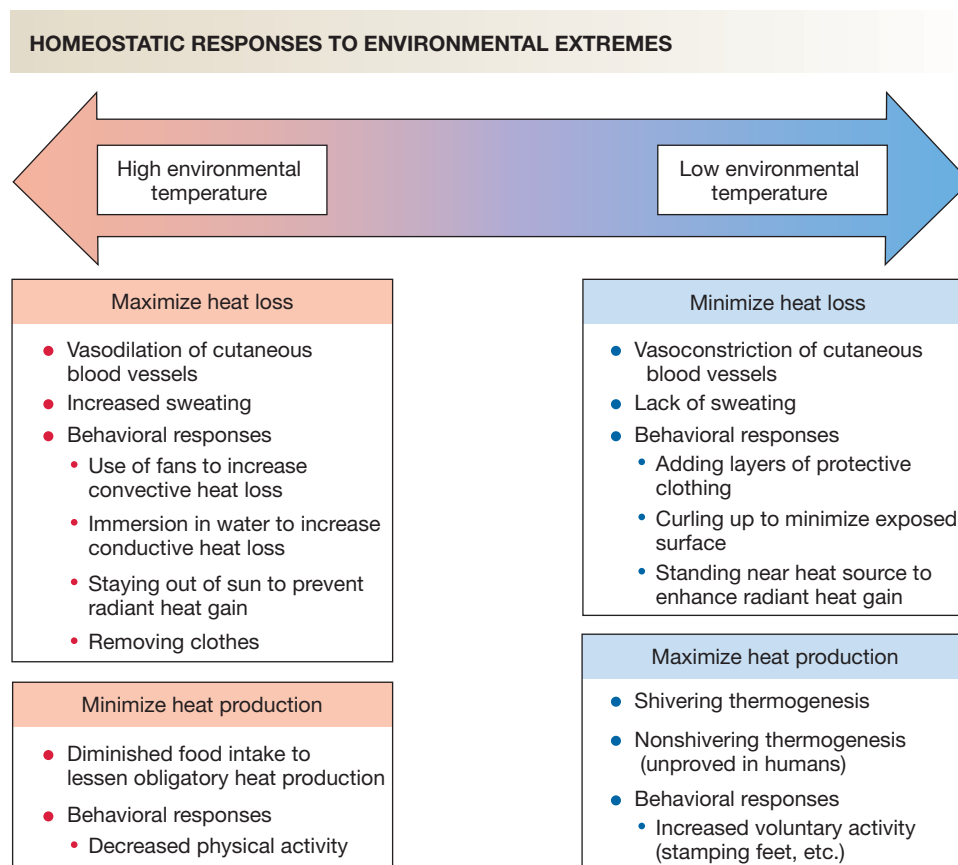 HOMEOSTATIC RESPONSES TO ENVIRONMENTAL EXTREMES
High environmental
temperature
Low environmental
temperature
Maximize heat loss
• Vasodilation of cutaneous
blood vessels
• Increased sweating
• Behavioral responses
• Use of fans to increase
convective heat loss
• Immersion in water to increase
conductive heat loss
• Staying out of sun to prevent
radiant heat gain
• Removing clothes
Minimize heat production
• Diminished food intake to
lessen obligatory heat production
• Behavioral responses
• Decreased physical activity
Minimize heat loss
• Vasoconstriction of cutaneous
blood vessels
• Lack of sweating
• Behavioral responses
• Adding layers of protective
clothing
• Curling up to minimize exposed
surface
• Standing near heat source to
enhance radiant heat gain
Maximize heat production
• Shivering thermogenesis
• Nonshivering thermogenesis
(unproved in humans)
• Behavioral responses
• Increased voluntary activity
(stamping feet, etc.)